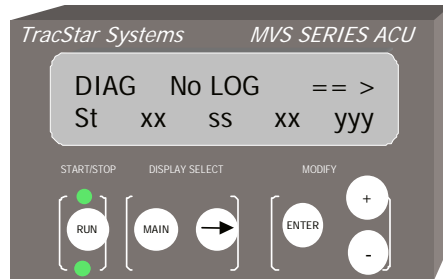 TracStar Systems MVS SERIES ACU
DIAG No LOG == >
St xx ss xx yyy
START/STOP DISPLAY SELECT MODIFY
RUN MAIN ENTER +
-